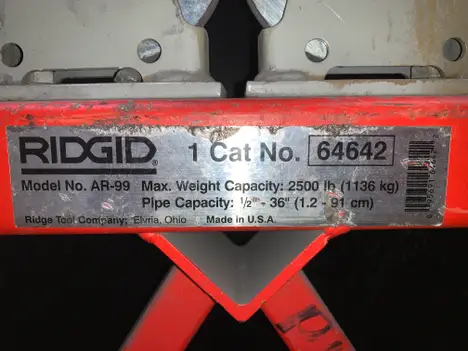 RIDGID 1 Cat No. 64642
Model No. AR-99 Max. Weight Capacity: 2500 lb (1136 kg)
Pipe Capacity: ½" - 36" (1.2 - 91 cm)
Ridge Tool Company; Elyria, Ohio Made in U.S.A.